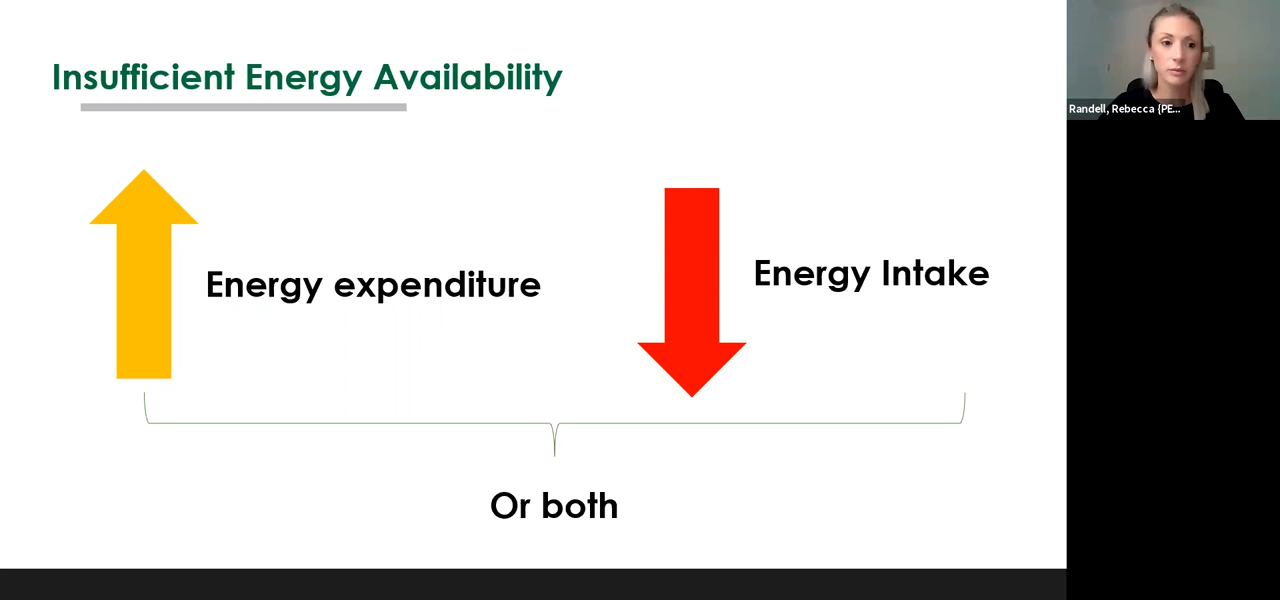 Insufficient Energy Availability
Randell, Rebecca {PE...
Energy expenditure
Energy Intake
Or both